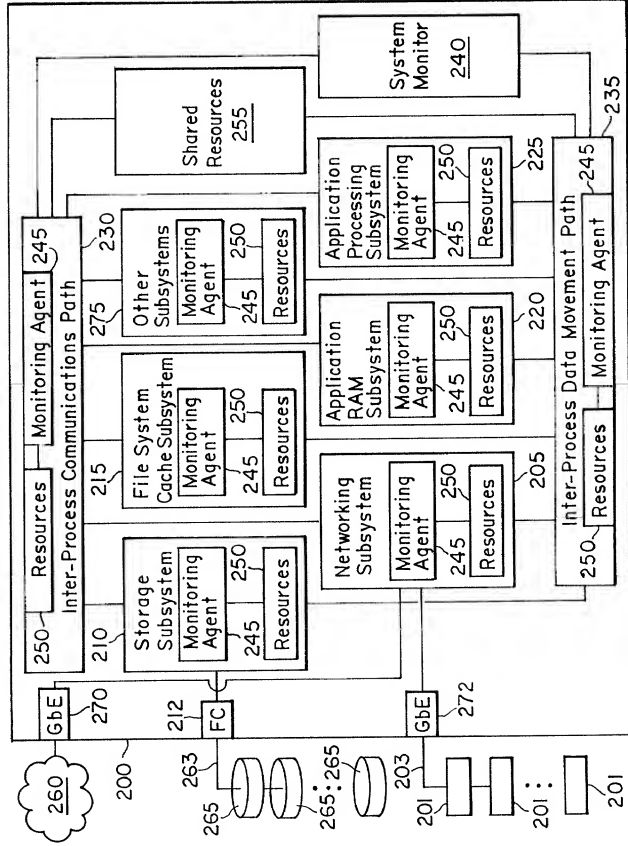 260
200
GbE
270
263
265
265
265
212
FC
203
201
201
201
GbE
272
250
Resources
Monitoring Agent
245
Inter-Process Communications Path
230
210
Storage
Subsystem
Monitoring
Agent
245
250
Resources
215
File System
Cache Subsystem
Monitoring
Agent
245
250
Resources
275
Other
Subsystems
Monitoring
Agent
245
250
Resources
Shared
Resources
255
System
Monitor
240
Networking
Subsystem
Monitoring
Agent
245
250
Resources
205
Application
RAM Subsystem
Monitoring
Agent
245
250
Resources
220
Application
Processing
Subsystem
Monitoring
Agent
245
250
Resources
225
Inter-Process Data Movement Path
235
250
Resources
Monitoring Agent
245